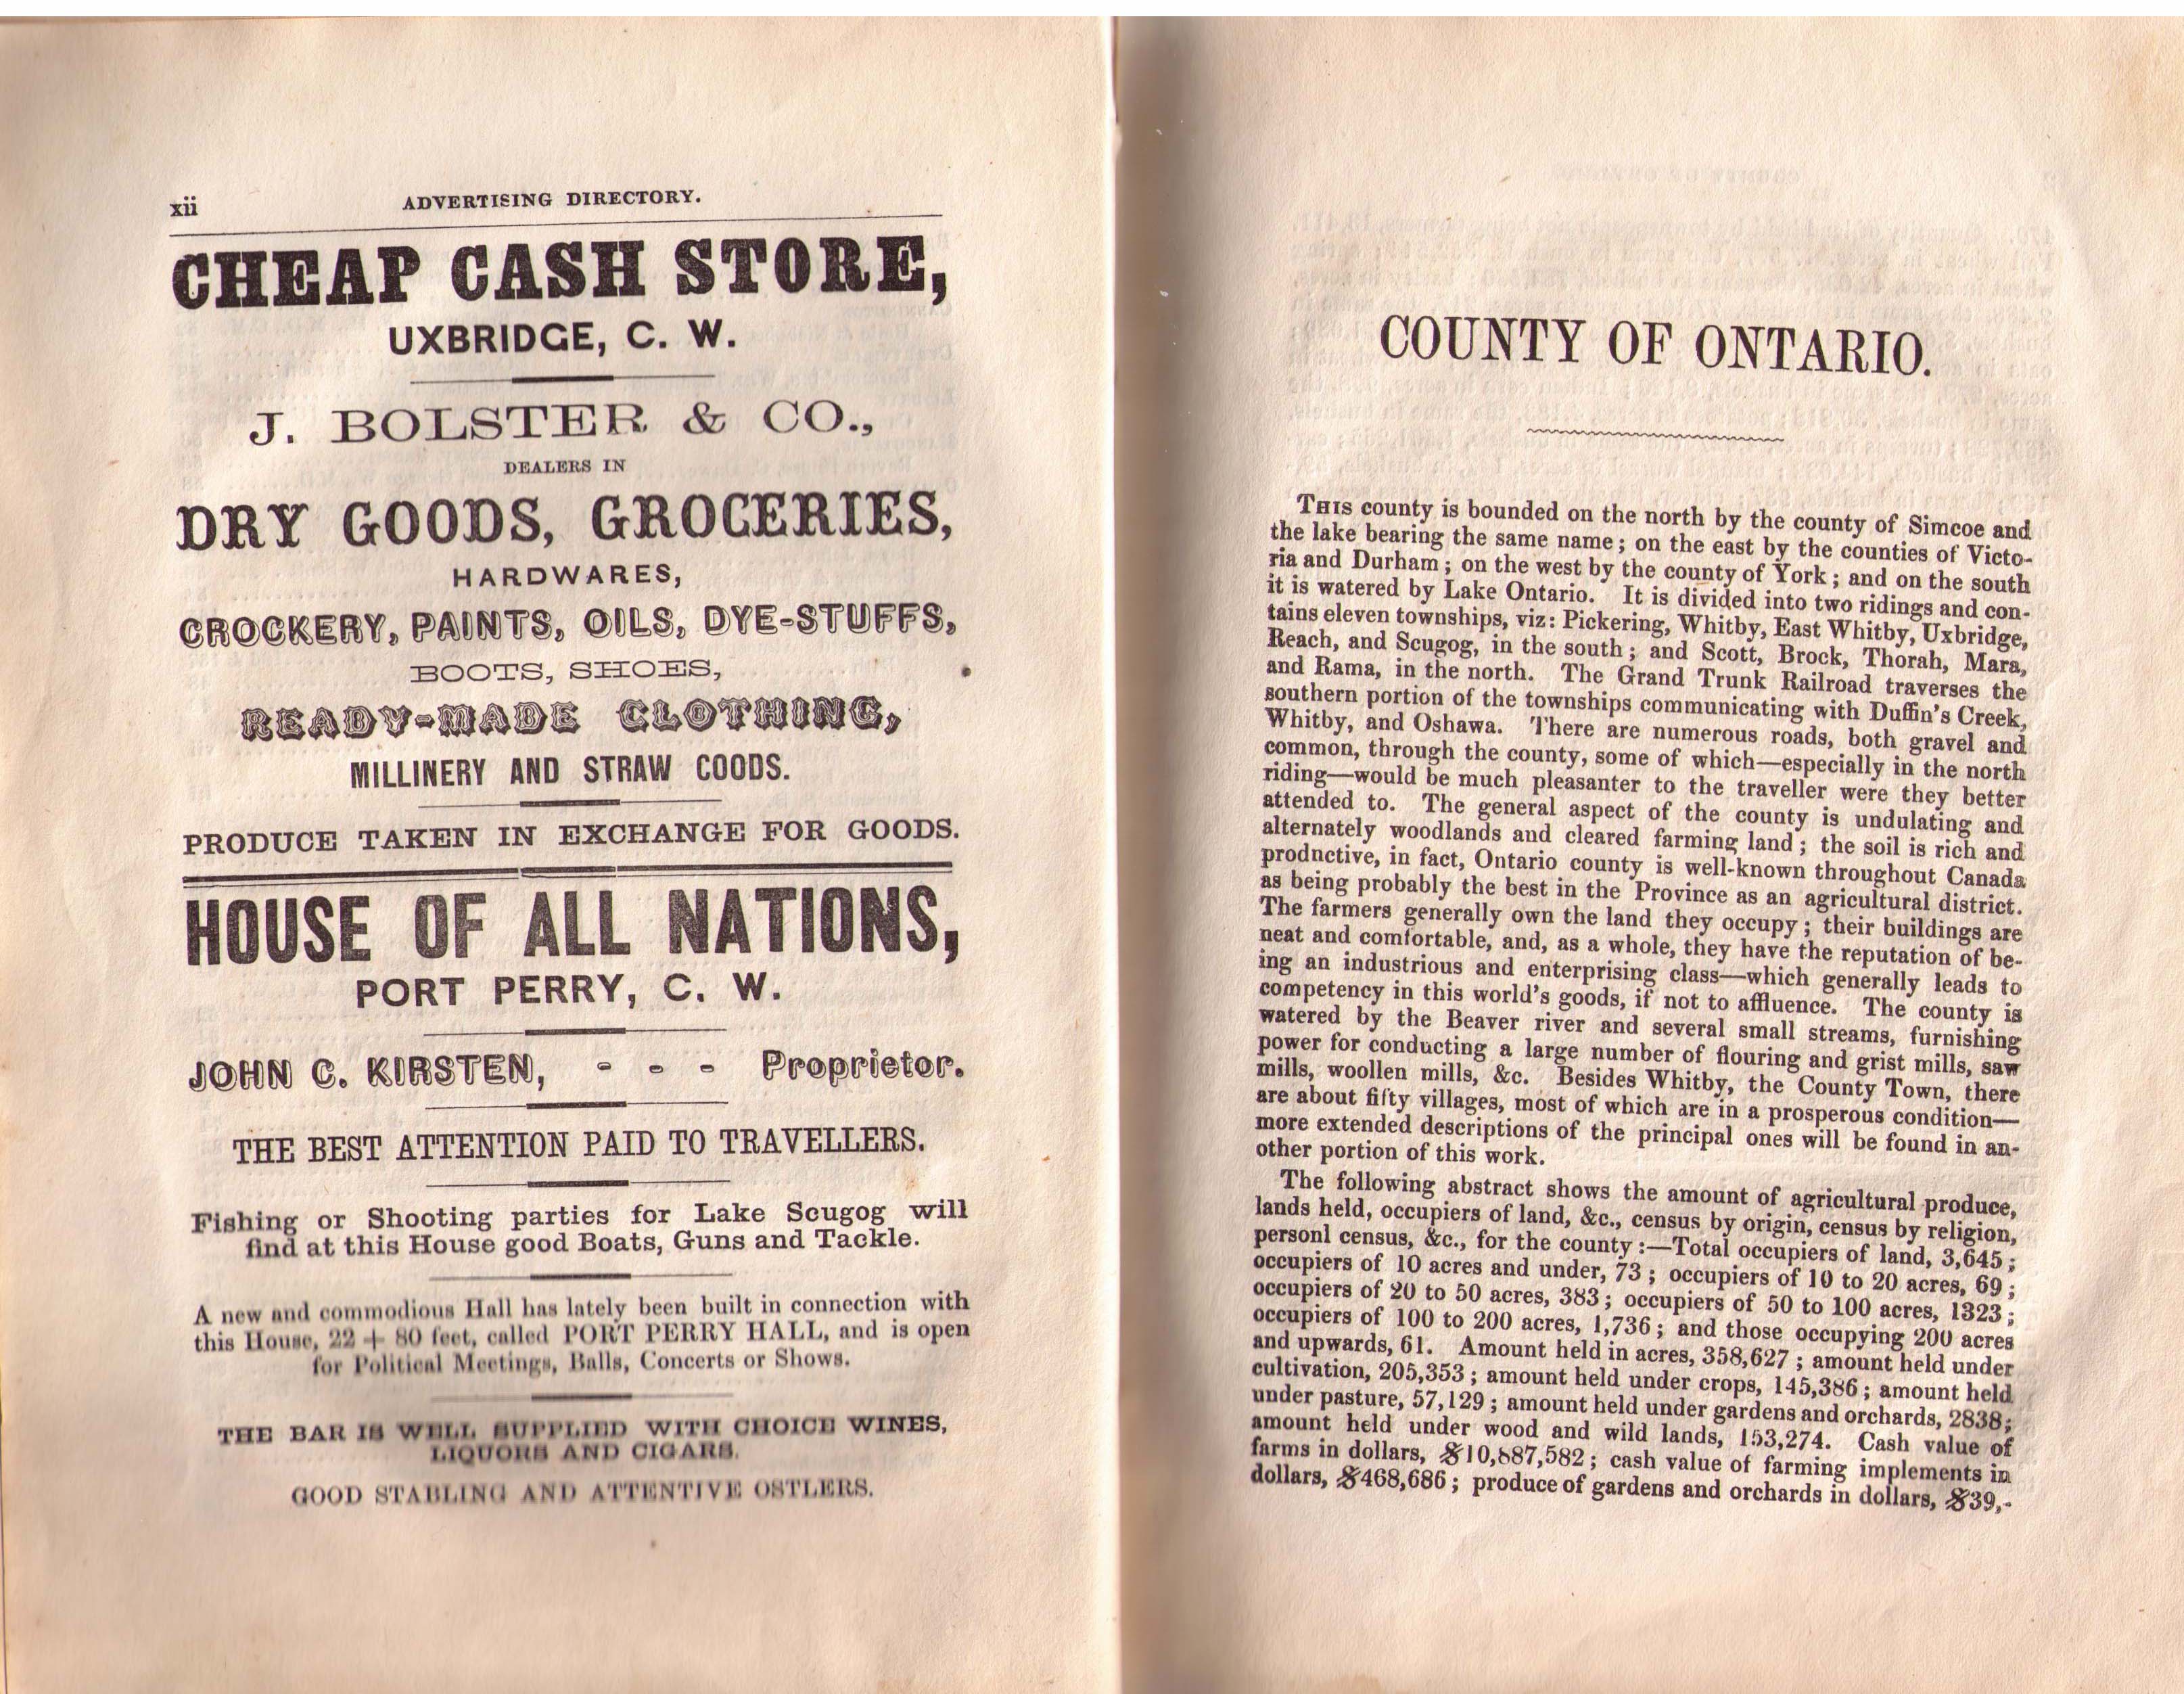 xii ADVERTISING DIRECTORY.
CHEAP CASH STORE,
UXBRIDGE, C. W.
J. BOLSTER & CO.,
DEALERS IN
DRY GOODS, GROCERIES,
HARDWARES,
CROCKERY, PAINTS, OILS, DYE-STUFFS,
BOOTS, SHOES,
READY-MADE CLOTHING,
MILLINERY AND STRAW GOODS.
PRODUCE TAKEN IN EXCHANGE FOR GOODS.
HOUSE OF ALL NATIONS,
PORT PERRY, C. W.
JOHN C. KIRSTEN, - - - Proprietor.
THE BEST ATTENTION PAID TO TRAVELLERS.
Fishing or Shooting parties for Lake Scugog will
find at this House good Boats, Guns and Tackle.
A new and commodious Hall has lately been built in connection with
this House, 22 + 80 feet, called PORT PERRY HALL, and is open
for Political Meetings, Balls, Concerts or Shows.
THE BAR IS WELL SUPPLIED WITH CHOICE WINES,
LIQUORS AND CIGARS.
GOOD STABLING AND ATTENTIVE OSTLERS.
COUNTY OF ONTARIO.
THIS county is bounded on the north by the county of Simcoe and
the lake bearing the same name; on the east by the counties of Victo-
ria and Durham; on the west by the county of York; and on the south
it is watered by Lake Ontario. It is divided into two ridings and con-
tains eleven townships, viz: Pickering, Whitby, East Whitby, Uxbridge,
Reach, and Scugog, in the south; and Scott, Brock, Thorah, Mara,
and Rama, in the north. The Grand Trunk Railroad traverses the
southern portion of the townships communicating with Duffin's Creek,
Whitby, and Oshawa. There are numerous roads, both gravel and
common, through the county, some of which—especially in the north
riding—would be much pleasanter to the traveller were they better
attended to. The general aspect of the county is undulating and
alternately woodlands and cleared farming land; the soil is rich and
prodnctive, in fact, Ontario county is well-known throughout Canada
as being probably the best in the Province as an agricultural district.
The farmers generally own the land they occupy; their buildings are
neat and comfortable, and, as a whole, they have the reputation of be-
ing an industrious and enterprising class—which generally leads to
competency in this world's goods, if not to affluence. The county is
watered by the Beaver river and several small streams, furnishing
power for conducting a large number of flouring and grist mills, saw
mills, woollen mills, &c. Besides Whitby, the County Town, there
are about fifty villages, most of which are in a prosperous condition—
more extended descriptions of the principal ones will be found in an-
other portion of this work.
The following abstract shows the amount of agricultural produce,
lands held, occupiers of land, &c., census by origin, census by religion,
personl census, &c., for the county:—Total occupiers of land, 3,645;
occupiers of 10 acres and under, 73; occupiers of 10 to 20 acres, 69;
occupiers of 20 to 50 acres, 383; occupiers of 50 to 100 acres, 1323;
occupiers of 100 to 200 acres, 1,736; and those occupying 200 acres
and upwards, 61. Amount held in acres, 358,627; amount held under
cultivation, 205,353; amount held under crops, 145,386; amount held
under pasture, 57,129; amount held under gardens and orchards, 2838;
amount held under wood and wild lands, 153,274. Cash value of
farms in dollars, $10,887,582; cash value of farming implements in
dollars, $468,686; produce of gardens and orchards in dollars, $39,-